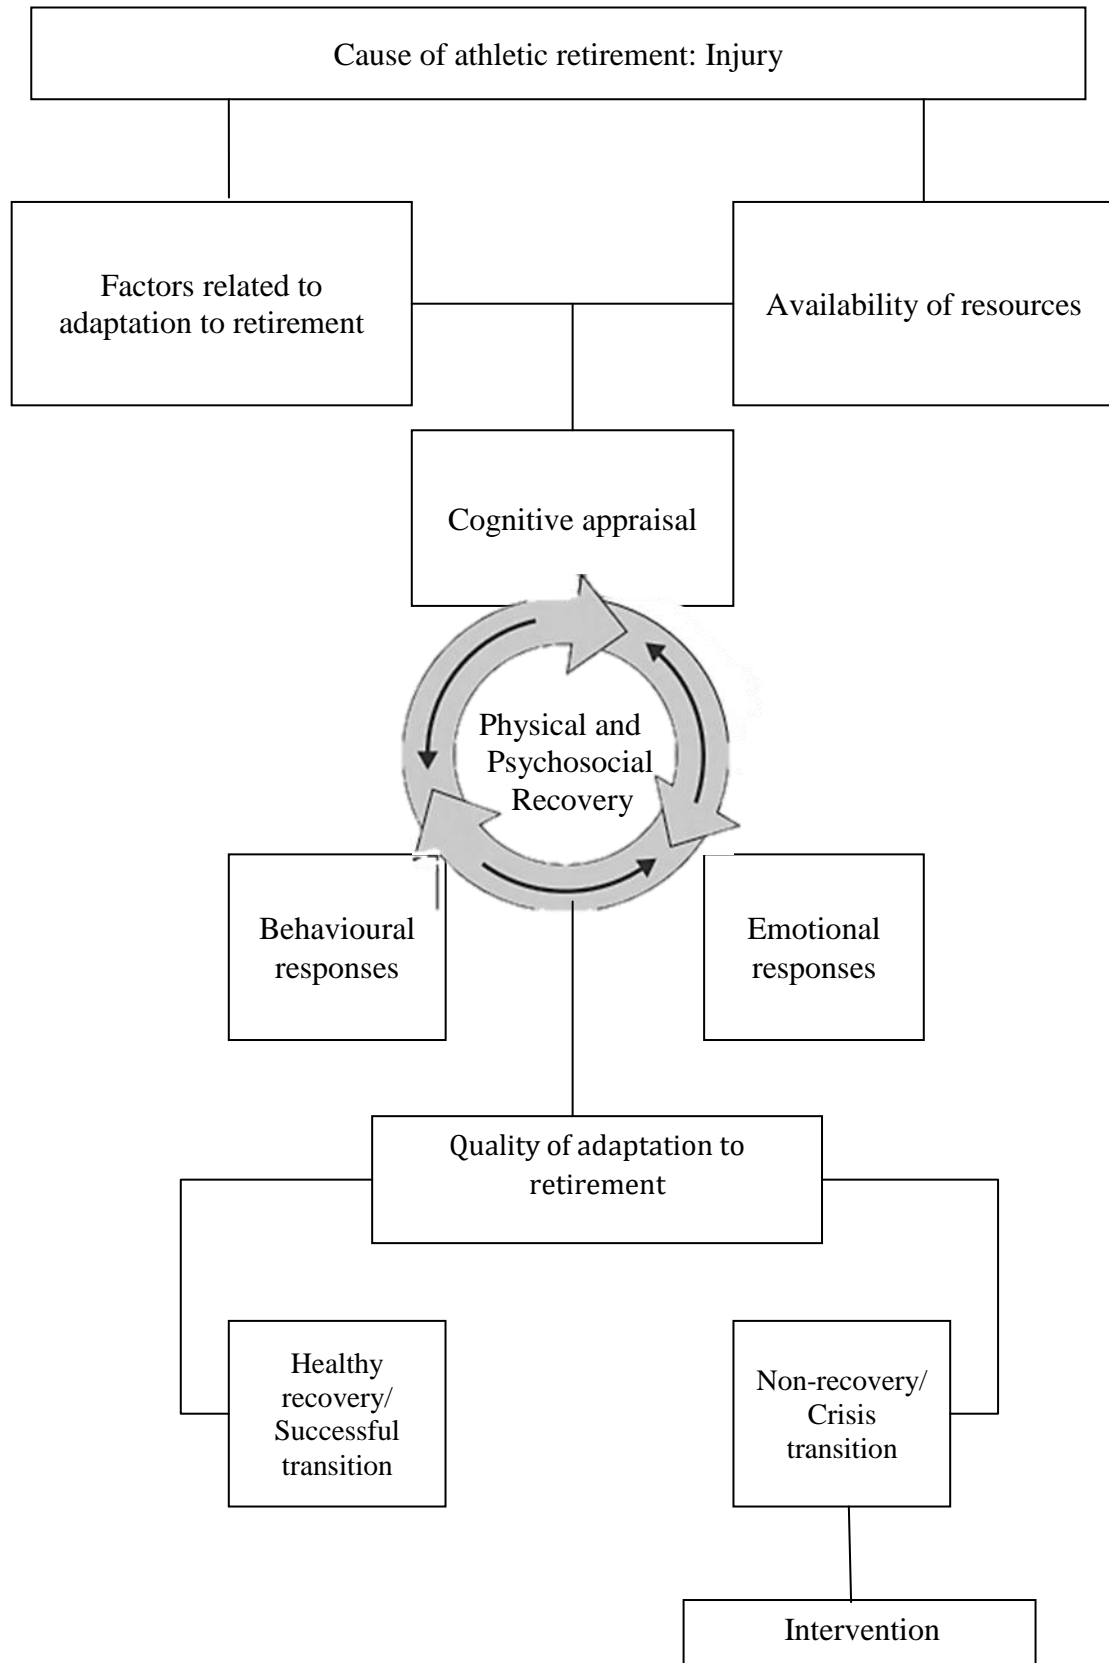 Cause of athletic retirement: Injury
Factors related to
adaptation to retirement
Availability of resources
Cognitive appraisal
Physical and
Psychosocial
Recovery
Behavioural
responses
Emotional
responses
Quality of adaptation to
retirement
Healthy
recovery/
Successful
transition
Non-recovery/
Crisis
transition
Intervention